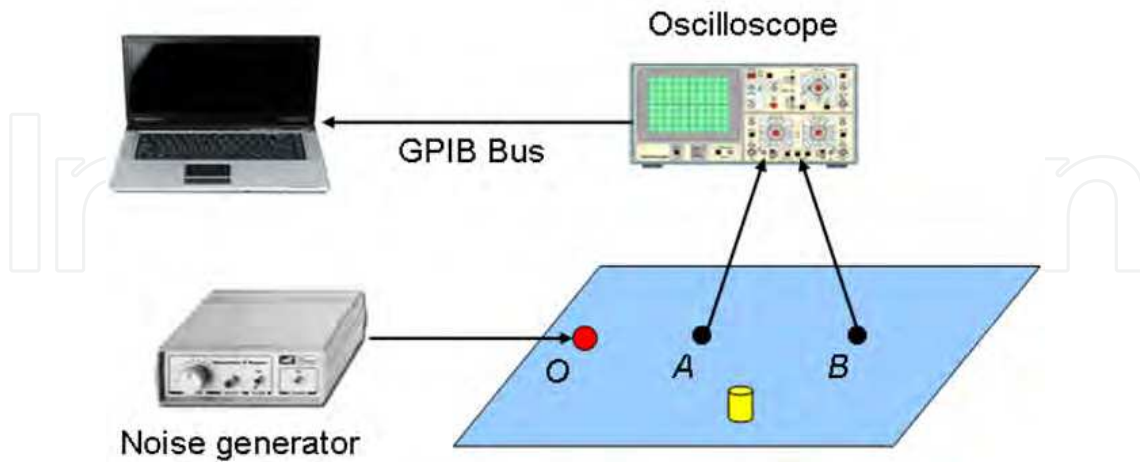 Oscilloscope
GPIB Bus
O
A
B
Noise generator